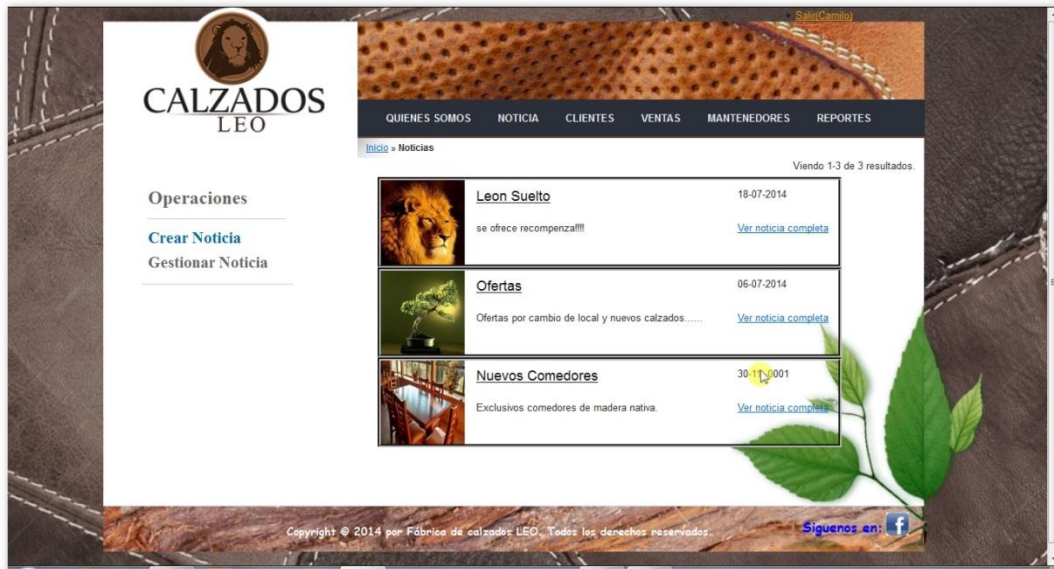 Salir(Camilo)
CALZADOS
LEO
QUIENES SOMOS NOTICIA CLIENTES VENTAS MANTENEDORES REPORTES
Inicio » Noticias
Viendo 1-3 de 3 resultados.
Operaciones
Crear Noticia
Gestionar Noticia
Leon Suelto 18-07-2014
se ofrece recompenza!!!! Ver noticia completa
Ofertas 06-07-2014
Ofertas por cambio de local y nuevos calzados...... Ver noticia completa
Nuevos Comedores
Exclusivos comedores de madera nativa. Ver noticia completa
Copyright © 2014 por Fábrica de calzados LEO. Todos los derechos reservados.
Siguenos en: f